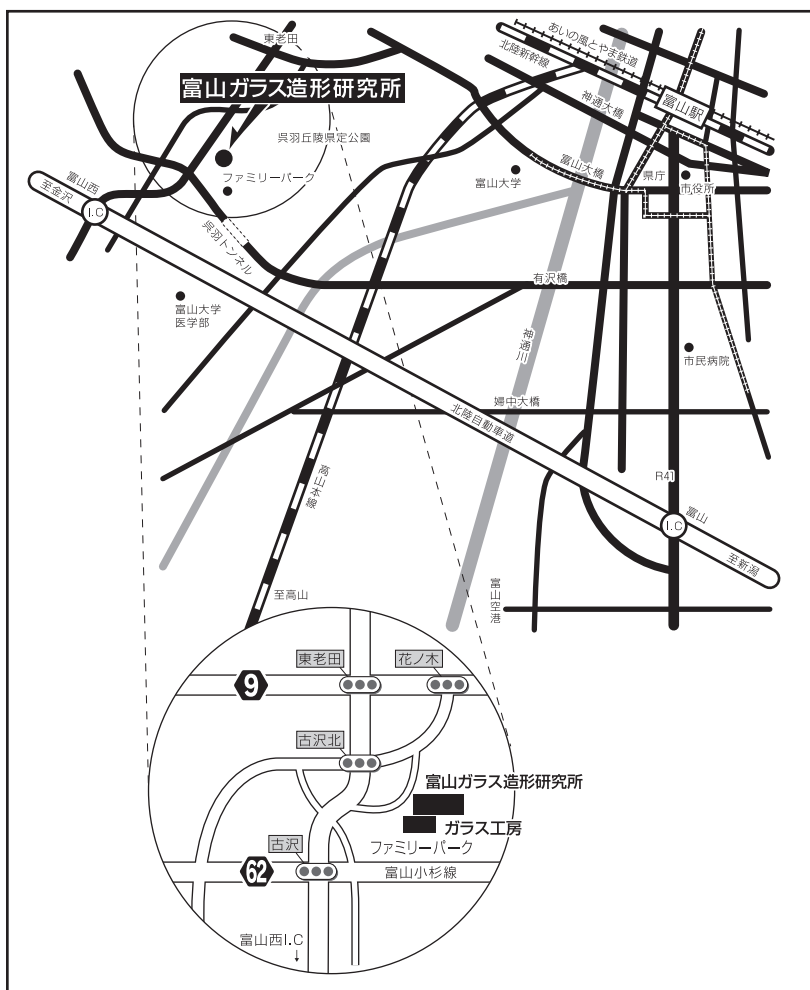 東老田
富山ガラス造形研究所
呉羽丘陵県定公園
ファミリーパーク
あいの風とやま鉄道
北陸新幹線
神通大橋
富山駅
富山大橋
富山大学
県庁
市役所
富山西
I.C
至金沢
呉羽トンネル
有沢橋
富山大学
医学部
神通川
市民病院
婦中大橋
北陸自動車道
高山本線
R41
富山
I.C
至新潟
富山空港
至高山
東老田
花ノ木
9
古沢北
富山ガラス造形研究所
ガラス工房
ファミリーパーク
古沢
62
富山小杉線
富山西I.C
↓